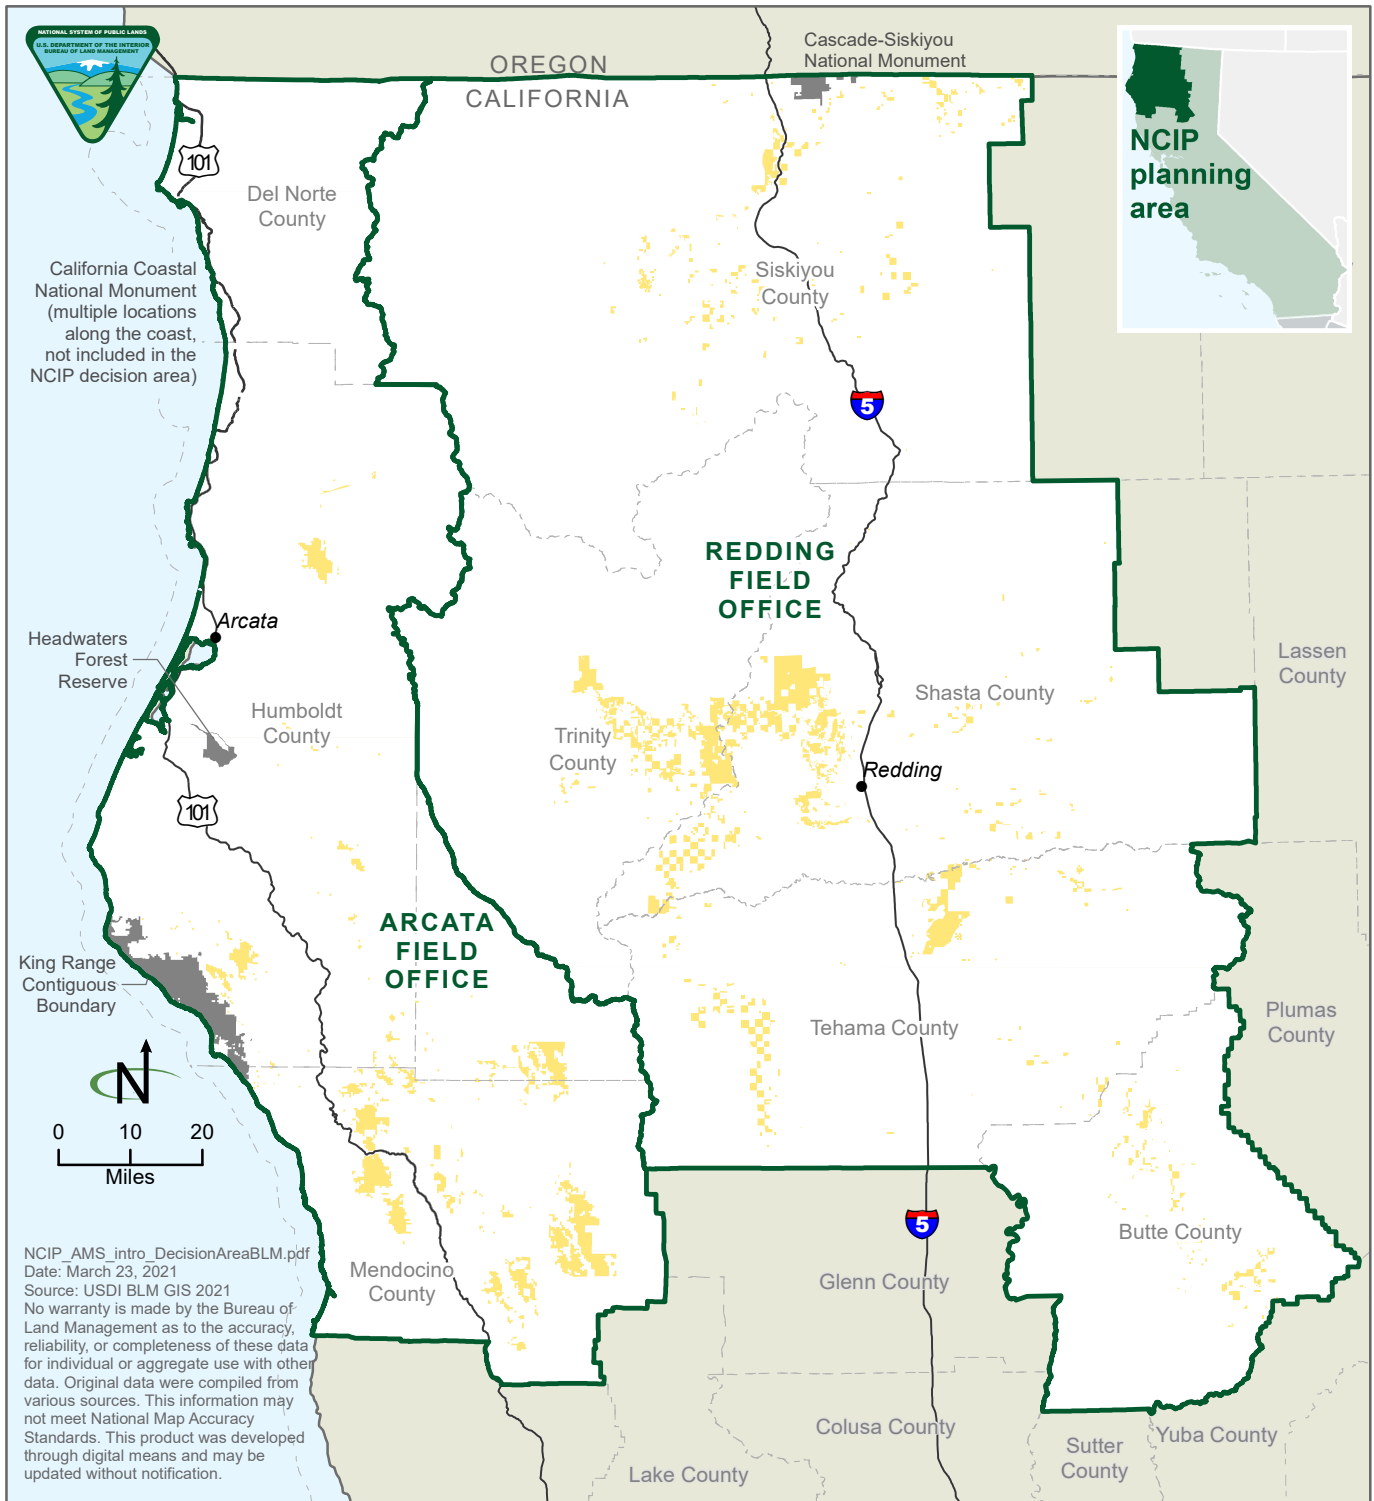 NATIONAL SYSTEM OF PUBLIC LANDS
U.S. DEPARTMENT OF THE INTERIOR
BUREAU OF LAND MANAGEMENT
OREGON
CALIFORNIA
Cascade-Siskiyou
National Monument
NCIP
planning
area
101
Del Norte
County
California Coastal
National Monument
(multiple locations
along the coast,
not included in the
NCIP decision area)
Siskiyou
County
5
REDDING
FIELD
OFFICE
Arcata
Headwaters
Forest
Reserve
Lassen
County
Shasta County
Humboldt
County
Trinity
County
Redding
101
ARCATA
FIELD
OFFICE
King Range
Contiguous
Boundary
Tehama County
Plumas
County
N
0 10 20
Miles
5
Butte County
Mendocino
County
Glenn County
NCIP_AMS_intro_DecisionAreaBLM.pdf
Date: March 23, 2021
Source: USDI BLM GIS 2021
No warranty is made by the Bureau of
Land Management as to the accuracy,
reliability, or completeness of these data
for individual or aggregate use with other
data. Original data were compiled from
various sources. This information may
not meet National Map Accuracy
Standards. This product was developed
through digital means and may be
updated without notification.
Colusa County
Sutter
County
Yuba County
Lake County